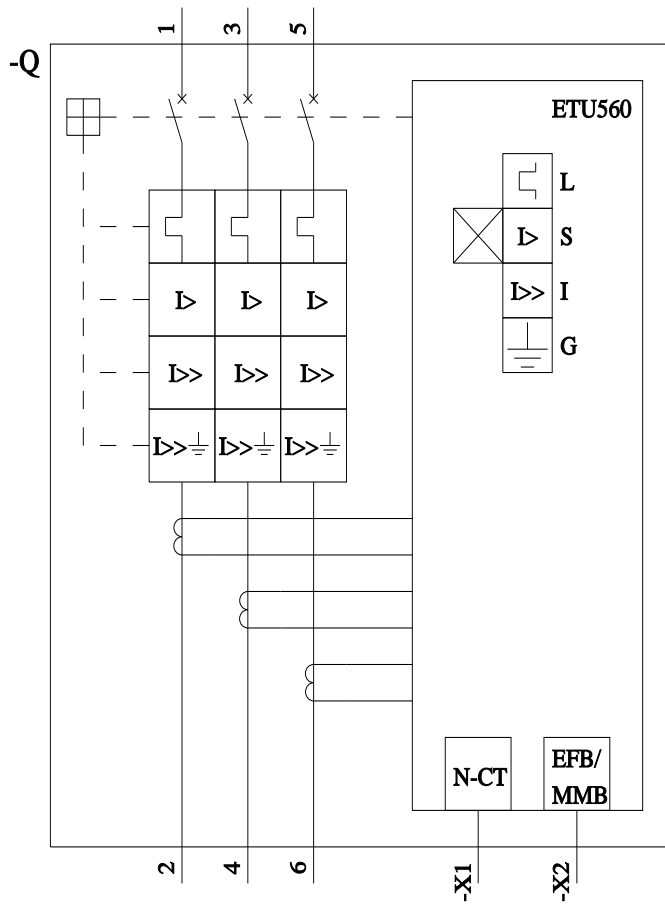 1 3 5
-Q
ETU560
L
I> I> I> I> S
I>> I>> I>> I>> I
G
I>> I>> I>>
N-CT EFB/
MMB
2 4 6 -X1 -X2